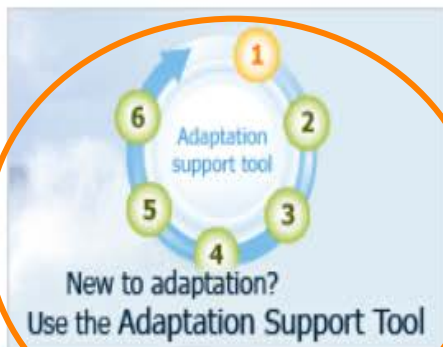 1
2
3
4
5
6
Adaptation
support tool
New to adaptation?
Use the Adaptation Support Tool